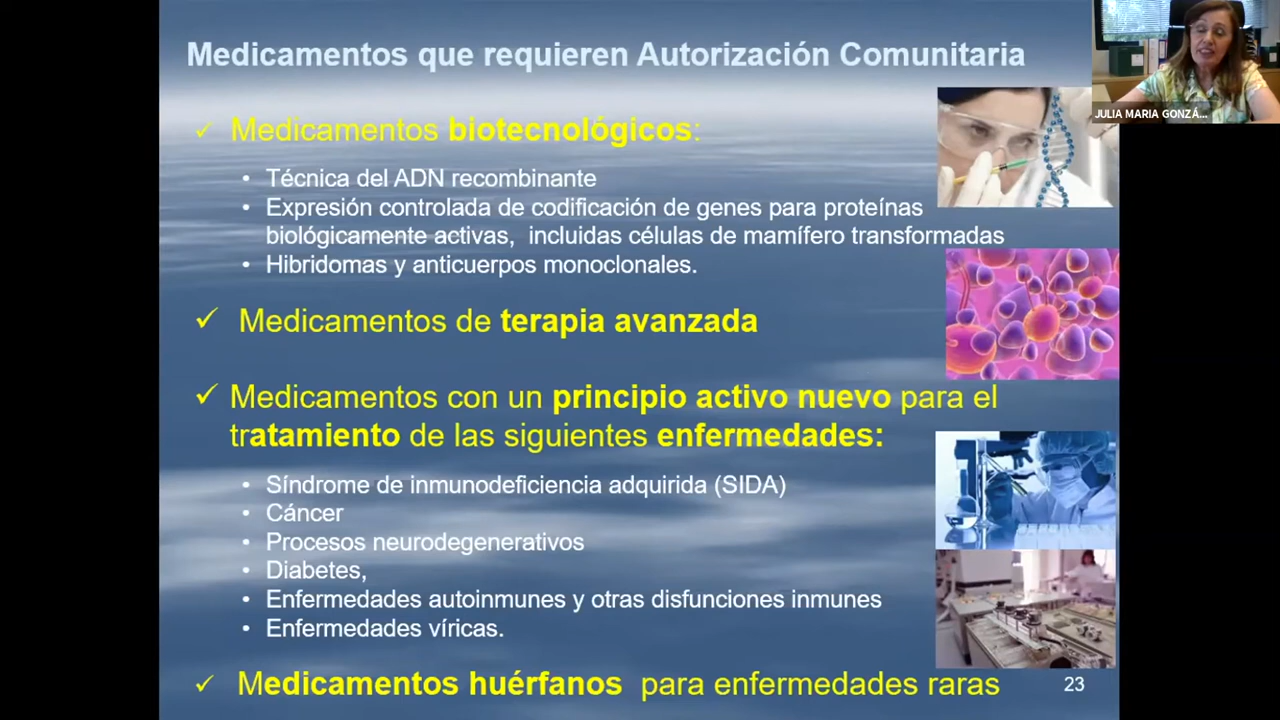 Medicamentos que requieren Autorización Comunitaria
JULIA MARIA GONZÁ...
✓ Medicamentos biotecnológicos:
• Técnica del ADN recombinante
• Expresión controlada de codificación de genes para proteínas
biológicamente activas, incluidas células de mamífero transformadas
• Hibridomas y anticuerpos monoclonales.
✓ Medicamentos de terapia avanzada
✓ Medicamentos con un principio activo nuevo para el
tratamiento de las siguientes enfermedades:
• Síndrome de inmunodeficiencia adquirida (SIDA)
• Cáncer
• Procesos neurodegenerativos
• Diabetes,
• Enfermedades autoinmunes y otras disfunciones inmunes
• Enfermedades víricas.
✓ Medicamentos huérfanos para enfermedades raras
23